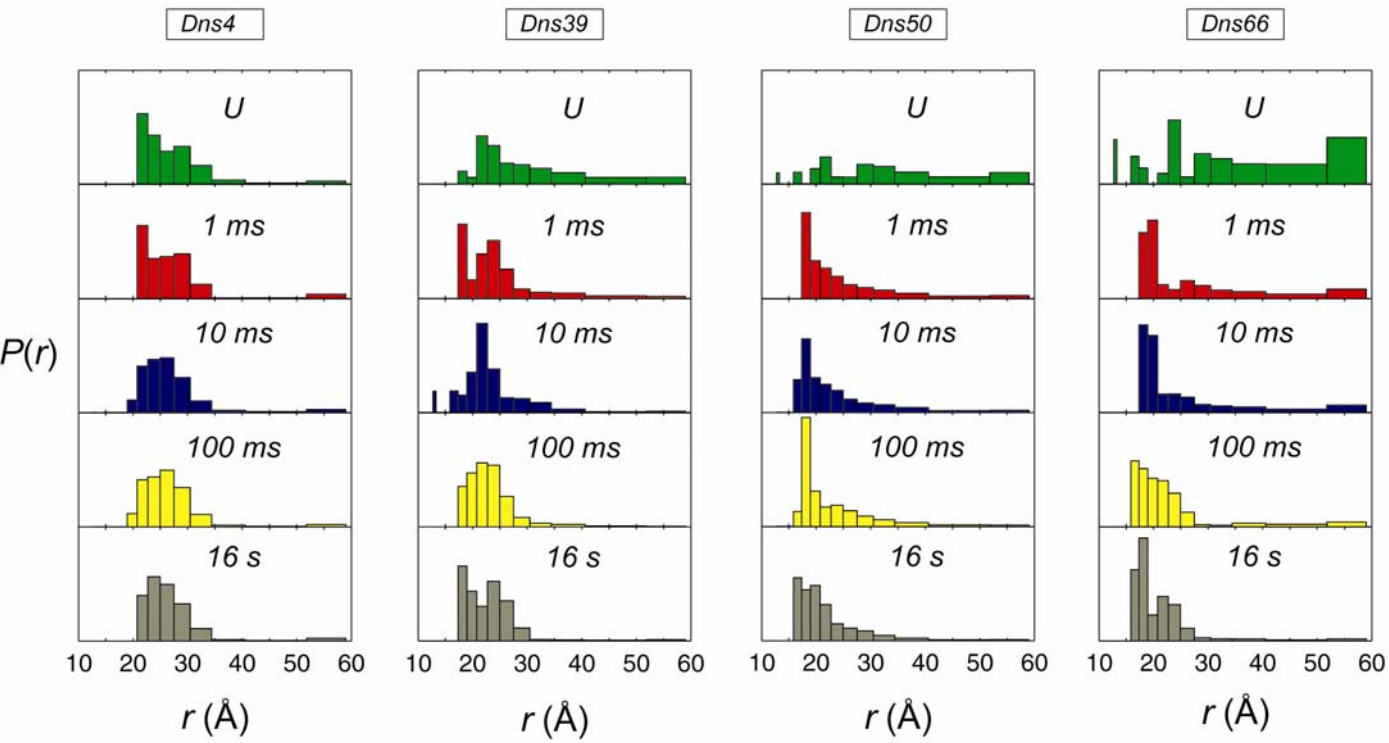 Dns4 Dns39 Dns50 Dns66
U U U U
1 ms 1 ms 1 ms 1 ms
10 ms 10 ms 10 ms 10 ms
P(r)
100 ms 100 ms 100 ms 100 ms
16 s 16 s 16 s 16 s
10 20 30 40 50 60 10 20 30 40 50 60 10 20 30 40 50 60 10 20 30 40 50 60
r (Å) r (Å) r (Å) r (Å)